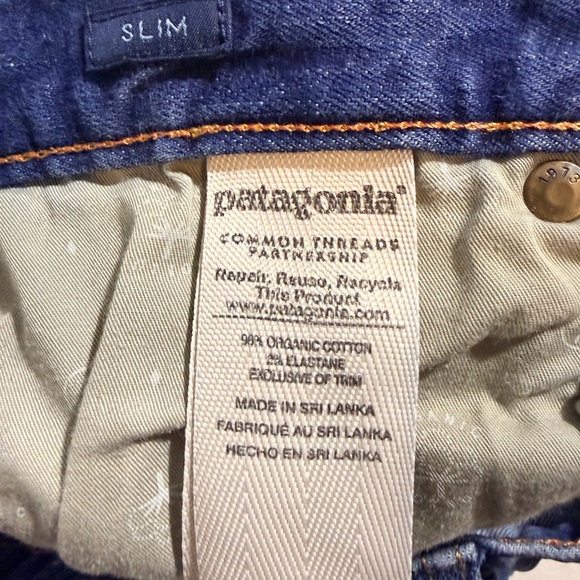 SLIM
1973
patagonia®
COMMON THREADS
PARTNERSHIP
Repair, Reuse, Recycle
This Product
www.patagonia.com
98% ORGANIC COTTON
2% ELASTANE
EXCLUSIVE OF TRIM
MADE IN SRI LANKA
FABRIQUÉ AU SRI LANKA
HECHO EN SRI LANKA